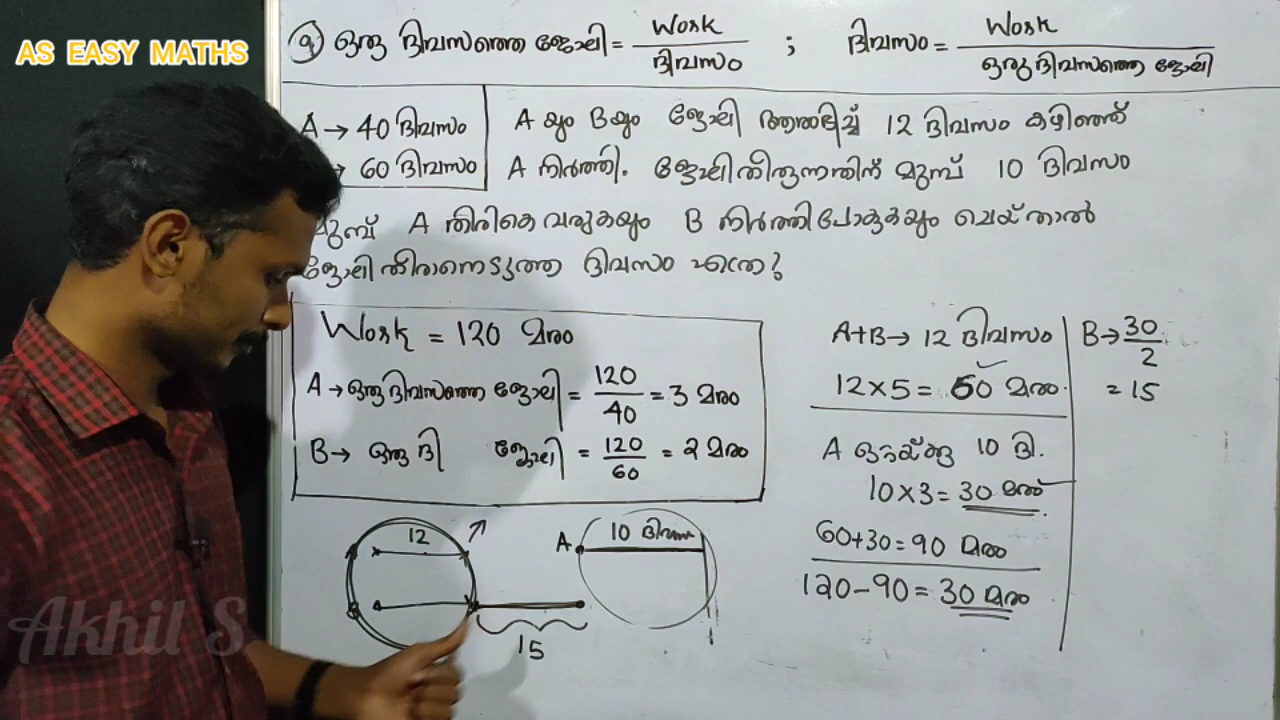 AS EASY MATHS
Q) ഒരു ദിവസത്തെ ജോലി = Work / ദിവസം ; ദിവസം = Work / ഒരു ദിവസത്തെ ജോലി
A → 40 ദിവസം
→ 60 ദിവസം
A യും B യും ജോലി ആരംഭിച്ച് 12 ദിവസം കഴിഞ്ഞ്
A നിർത്തി. ജോലി തീരുന്നതിന് മുമ്പ് 10 ദിവസം
മുമ്പ് A തിരികെ വരുകയും B നിർത്തി പോകുകയും ചെയ്താൽ
ജോലി തീരാനെടുത്ത ദിവസം എത്ര?
Work = 120 മരം
A → ഒരു ദിവസത്തെ ജോലി = 120/40 = 3 മരം
B → ഒരു ദി ജോലി = 120/60 = 2 മരം
12
A 10 ദിവസം
15
A+B → 12 ദിവസം
12×5 = 60 മരം.
A ഒറ്റയ്ക്കു 10 ദി.
10×3 = 30 മരം.
60+30 = 90 മരം
120-90 = 30 മരം
B → 30/2
= 15
Akhil S